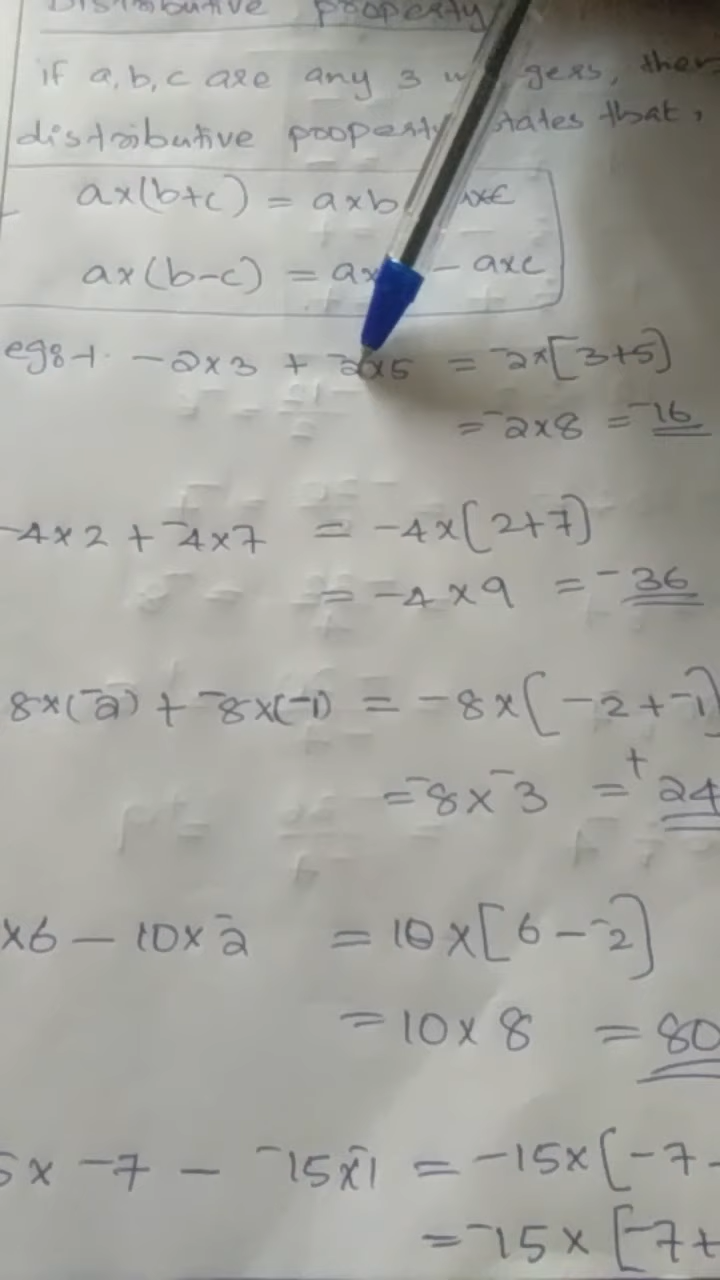 Distributive property
if a, b, c are any 3 gers, then
distributive property states that,
a×(b+c) = a×b a×c
a×(b-c) = a× - a×c
eg:-1. -2×3 + -2×5 = -2×[3+5]
= -2×8 = -16
-4×2 + -4×7 = -4×[2+7]
= -4×9 = -36
8×(-2) + -8×(-1) = -8×[-2+-1]
= -8×-3 = +24
×6 - 10×-2 = 10×[6--2]
= 10×8 = 80
5×-7 - -15×-1 = -15×[-7-
= -15×[-7+